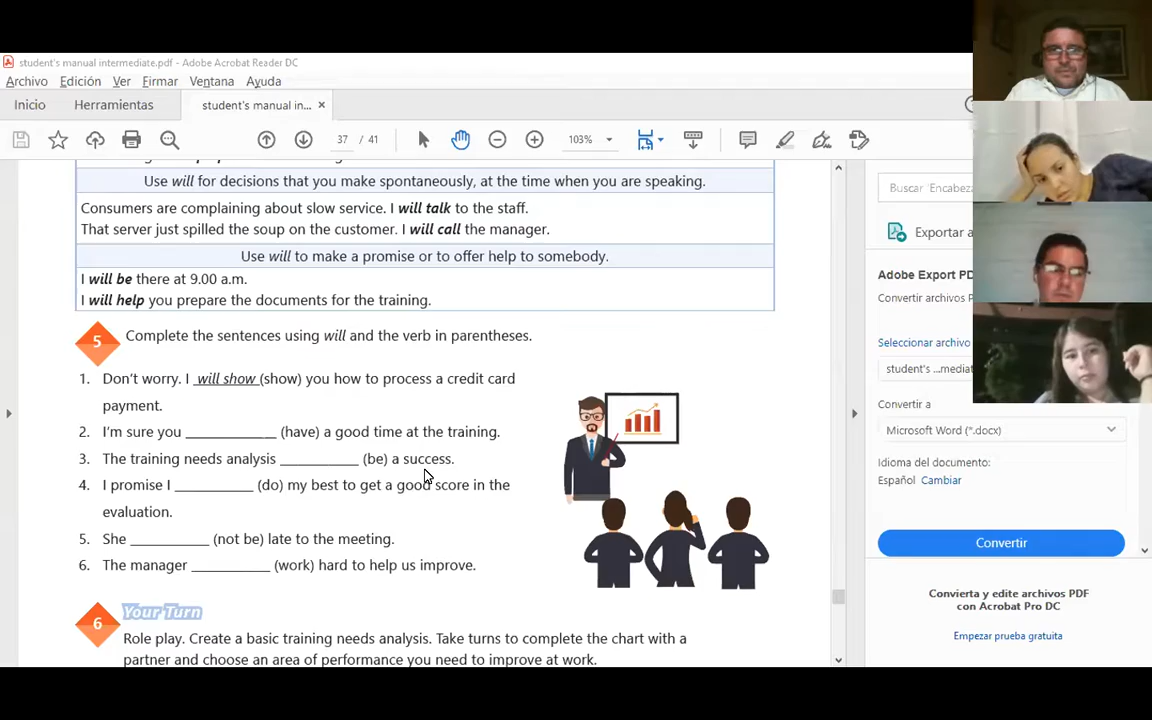 student's manual intermediate.pdf - Adobe Acrobat Reader DC
Archivo Edición Ver Firmar Ventana Ayuda
Inicio Herramientas student's manual in... ×
37 / 41 103%
Use will for decisions that you make spontaneously, at the time when you are speaking.
Consumers are complaining about slow service. I will talk to the staff.
That server just spilled the soup on the customer. I will call the manager.
Use will to make a promise or to offer help to somebody.
I will be there at 9.00 a.m.
I will help you prepare the documents for the training.
5 Complete the sentences using will and the verb in parentheses.
1. Don't worry. I will show (show) you how to process a credit card
payment.
2. I'm sure you ____________ (have) a good time at the training.
3. The training needs analysis __________ (be) a success.
4. I promise I __________ (do) my best to get a good score in the
evaluation.
5. She __________ (not be) late to the meeting.
6. The manager __________ (work) hard to help us improve.
6 Your Turn
Role play. Create a basic training needs analysis. Take turns to complete the chart with a
partner and choose an area of performance you need to improve at work.
Buscar 'Encabeza
Exportar a
Adobe Export PD
Convertir archivos P
Seleccionar archivo
student's ...mediat
Convertir a
Microsoft Word (*.docx)
Idioma del documento:
Español Cambiar
Convertir
Convierta y edite archivos PDF
con Acrobat Pro DC
Empezar prueba gratuita